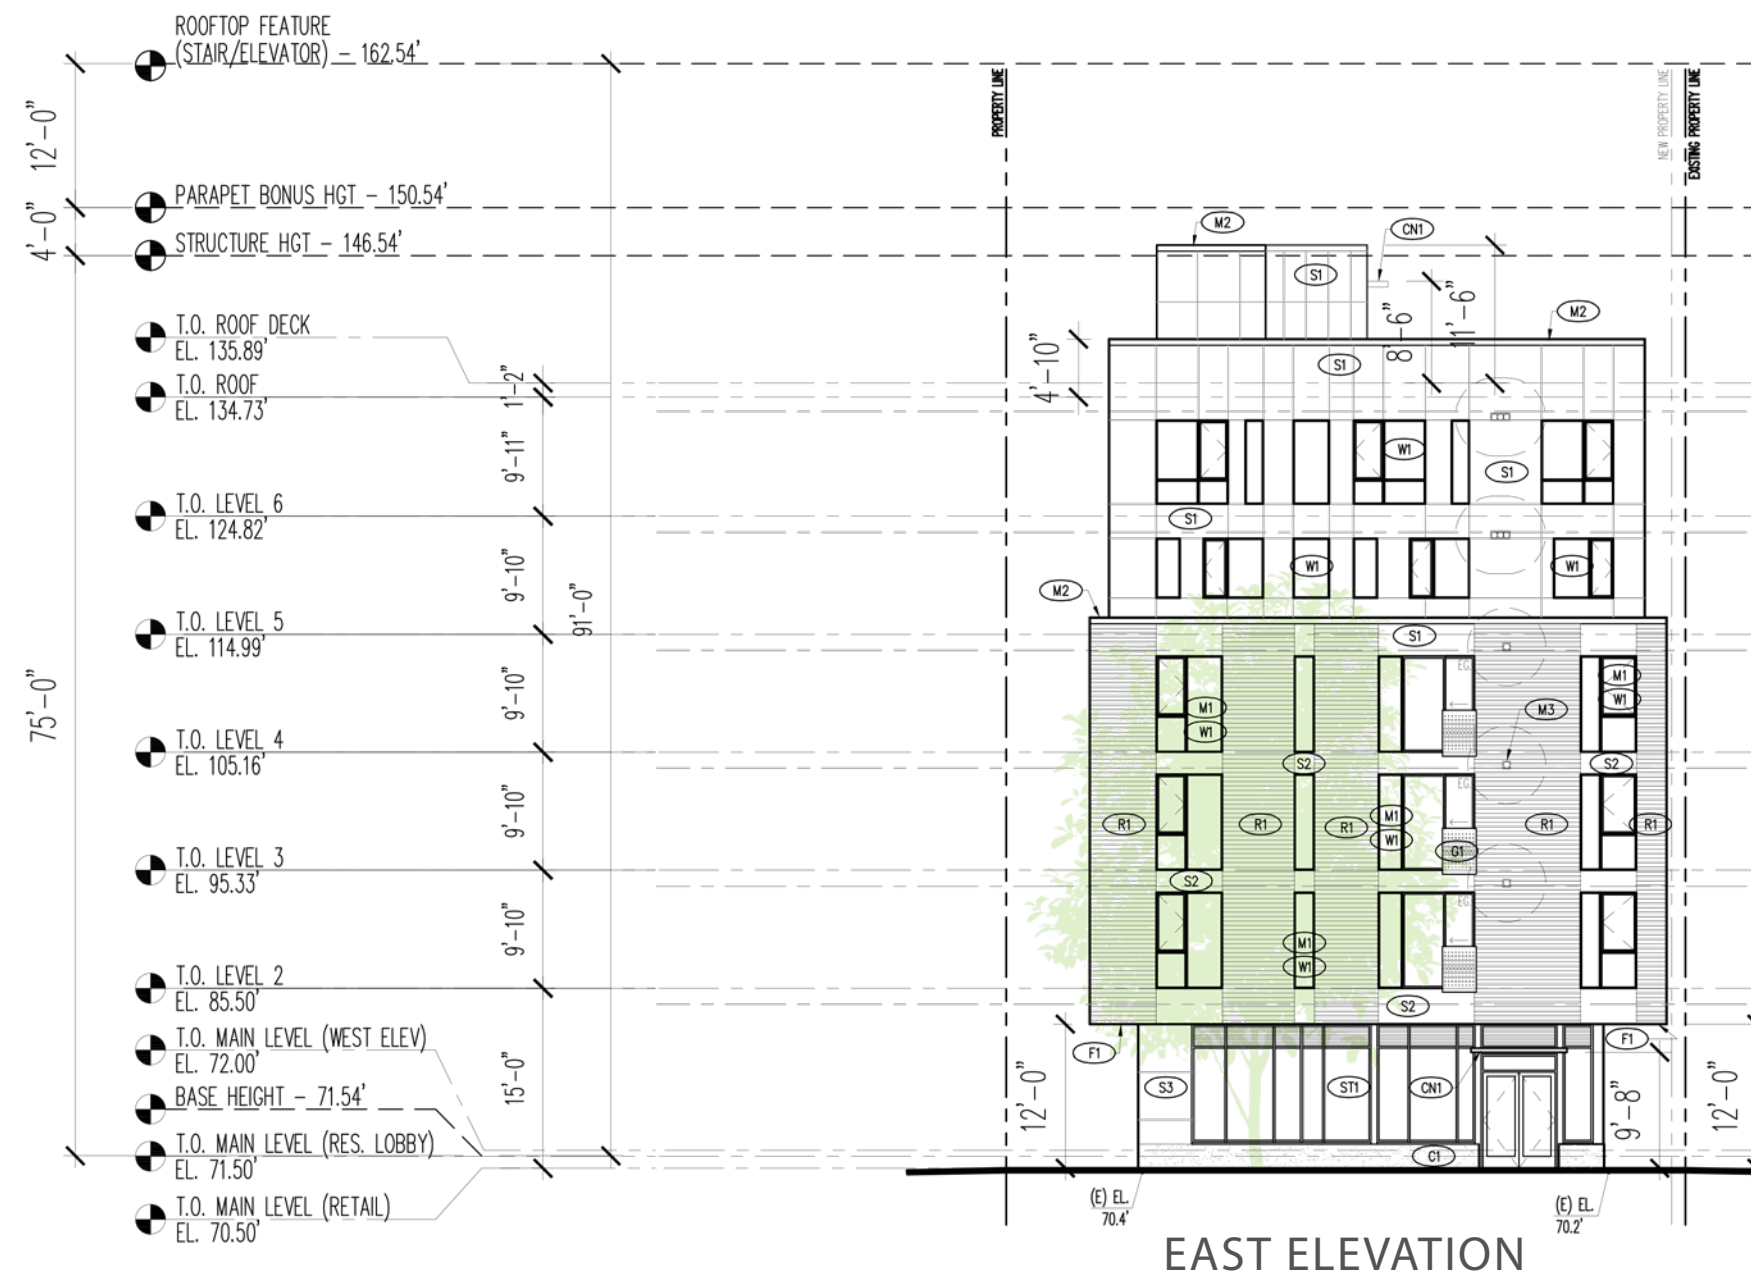 ROOFTOP FEATURE
(STAIR/ELEVATOR) – 162.54'
PARAPET BONUS HGT – 150.54'
STRUCTURE HGT – 146.54'
T.O. ROOF DECK
EL. 135.89'
T.O. ROOF
EL. 134.73'
T.O. LEVEL 6
EL. 124.82'
T.O. LEVEL 5
EL. 114.99'
T.O. LEVEL 4
EL. 105.16'
T.O. LEVEL 3
EL. 95.33'
T.O. LEVEL 2
EL. 85.50'
T.O. MAIN LEVEL (WEST ELEV)
EL. 72.00'
BASE HEIGHT – 71.54'
T.O. MAIN LEVEL (RES. LOBBY)
EL. 71.50'
T.O. MAIN LEVEL (RETAIL)
EL. 70.50'
12'–0"
4'–0"
75'–0"
1'–2"
9'–11"
9'–10"
9'–10"
9'–10"
9'–10"
15'–0"
91'–0"
PROPERTY LINE
NEW PROPERTY LINE
EXISTING PROPERTY LINE
M2
CN1
S1
8'–6"
11'–6"
M2
4'–10"
S1
W1
S1
S1
W1
W1
M2
S1
EG.
M1
W1
M1
W1
M3
S2
S2
EG.
R1
R1
R1
M1
W1
R1
R1
G1
S2
EG.
M1
W1
S2
F1
F1
12'–0"
S3
ST1
CN1
9'–8"
12'–0"
C1
(E) EL.
70.4'
(E) EL.
70.2'
EAST ELEVATION